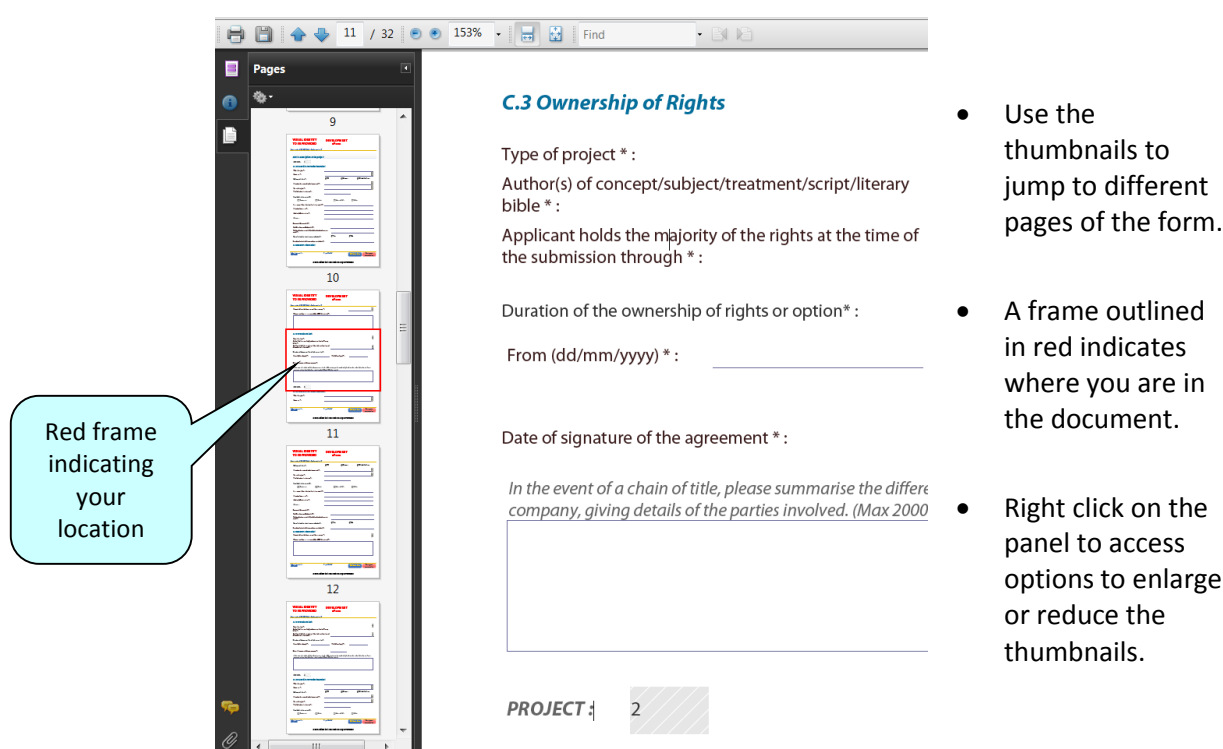 11 / 32 153% Find
Pages
9
10
11
12
Red frame
indicating
your
location
C.3 Ownership of Rights
Type of project * :
Author(s) of concept/subject/treatment/script/literary
bible * :
Applicant holds the majority of the rights at the time of
the submission through * :
Duration of the ownership of rights or option* :
From (dd/mm/yyyy) * :
Date of signature of the agreement * :
In the event of a chain of title, please summarise the differe
company, giving details of the parties involved. (Max 2000
PROJECT : 2
● Use the
thumbnails to
jump to different
pages of the form.
● A frame outlined
in red indicates
where you are in
the document.
● Right click on the
panel to access
options to enlarge
or reduce the
thumbnails.